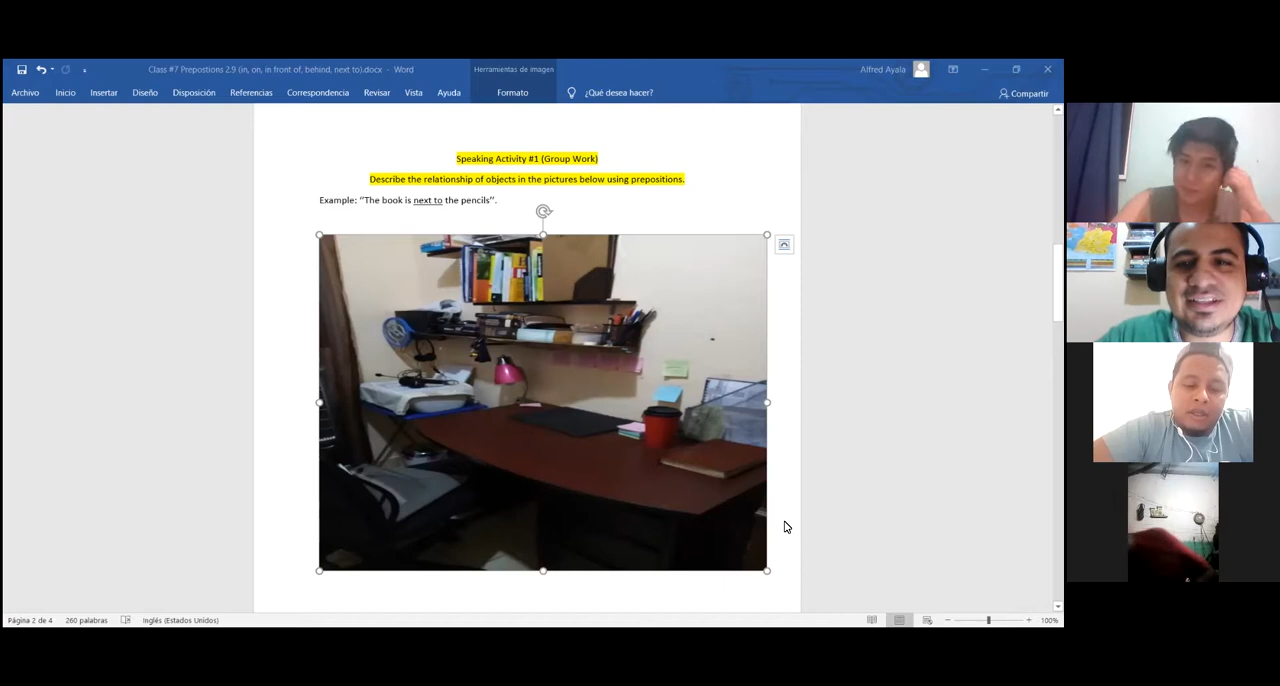 Class #7 Prepostions 2.9 (in, on, in front of, behind, next to).docx - Word
Herramientas de imagen
Alfred Ayala
Archivo Inicio Insertar Diseño Disposición Referencias Correspondencia Revisar Vista Ayuda Formato ¿Qué desea hacer? Compartir
Speaking Activity #1 (Group Work)
Describe the relationship of objects in the pictures below using prepositions.
Example: “The book is next to the pencils”.
Página 2 de 4 260 palabras Inglés (Estados Unidos) 100%